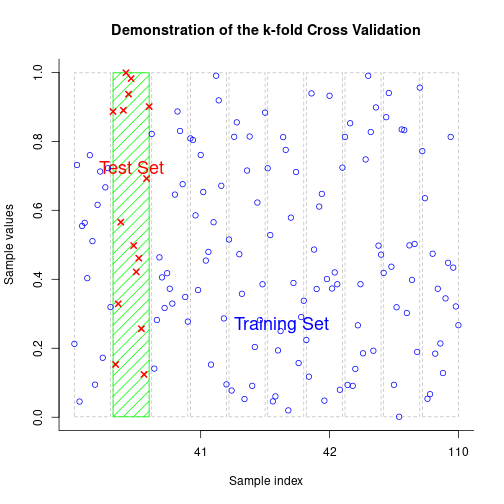 Demonstration of the k-fold Cross Validation
Sample values
1.0
0.8
0.6
0.4
0.2
0.0
Test Set
Training Set
41
42
110
Sample index